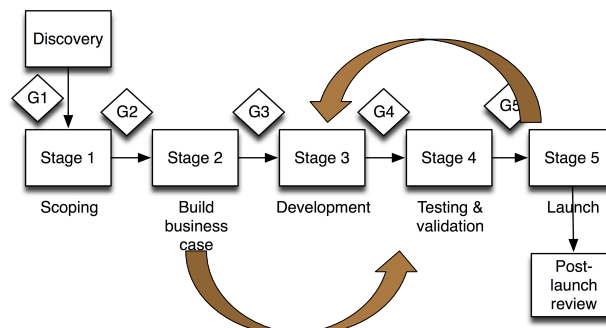 Discovery
G1
G2
G3
G4
G5
Stage 1
Stage 2
Stage 3
Stage 4
Stage 5
Scoping
Build
business
case
Development
Testing &
validation
Launch
Post-
launch
review